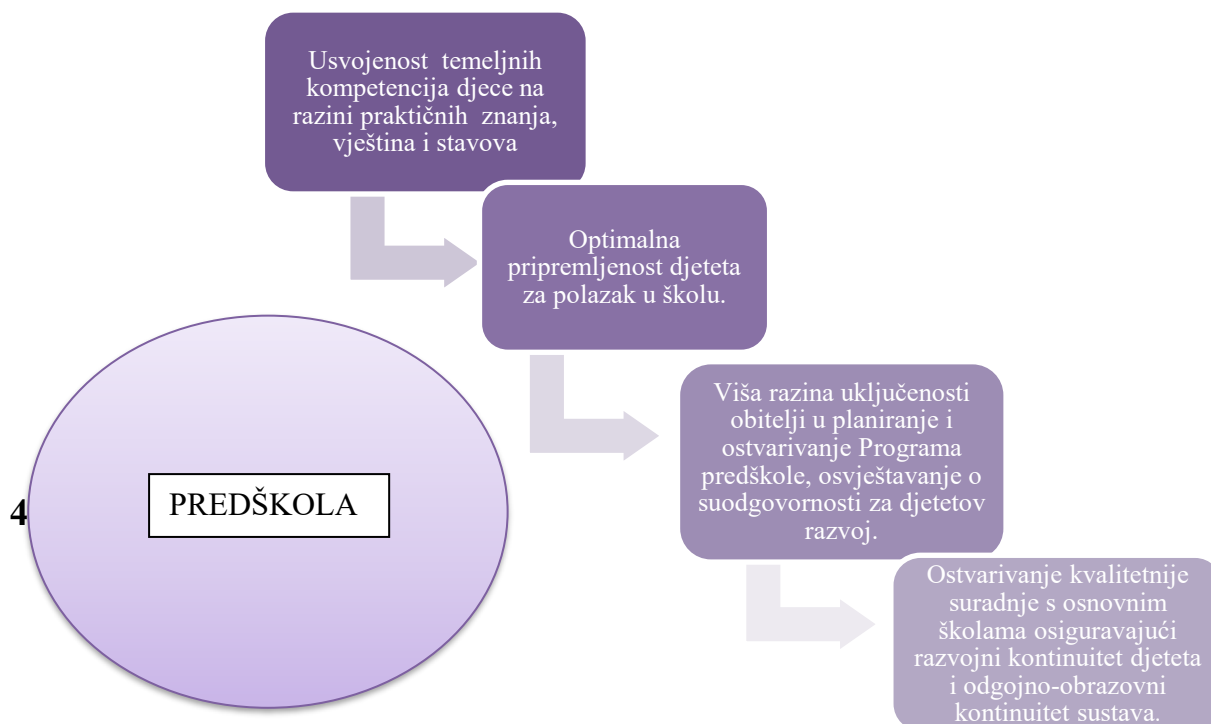 Usvojenost temeljnih
kompetencija djece na
razini praktičnih znanja,
vještina i stavova
Optimalna
pripremljenost djeteta
za polazak u školu.
Viša razina uključenosti
obitelji u planiranje i
ostvarivanje Programa
predškole, osvještavanje o
suodgovornosti za djetetov
razvoj.
4
PREDŠKOLA
Ostvarivanje kvalitetnije
suradnje s osnovnim
školama osiguravajući
razvojni kontinuitet djeteta
i odgojno-obrazovni
kontinuitet sustava.